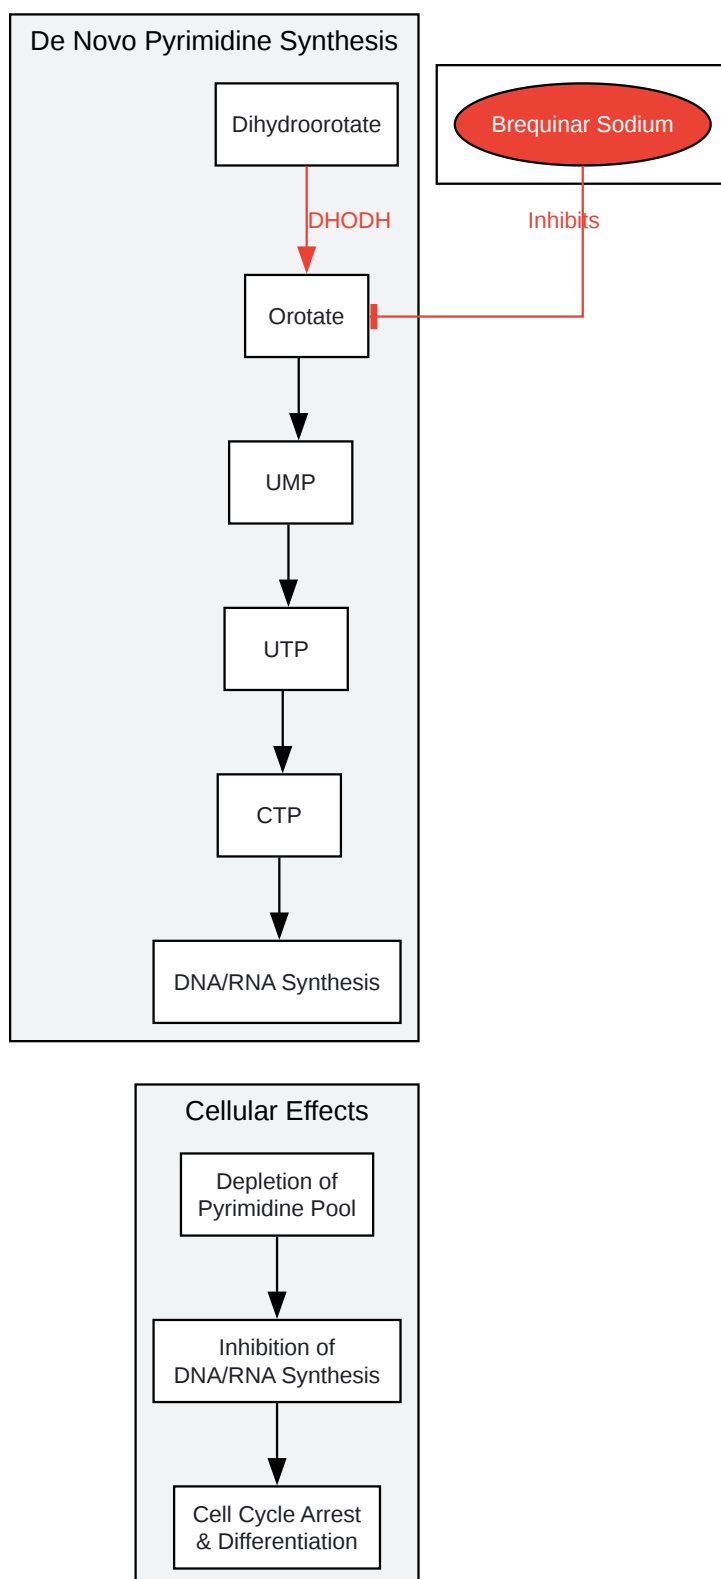 De Novo Pyrimidine Synthesis
Dihydroorotate
Brequinar Sodium
DHODH
Inhibits
Orotate
UMP
UTP
CTP
DNA/RNA Synthesis
Cellular Effects
Depletion of
Pyrimidine Pool
Inhibition of
DNA/RNA Synthesis
Cell Cycle Arrest
& Differentiation